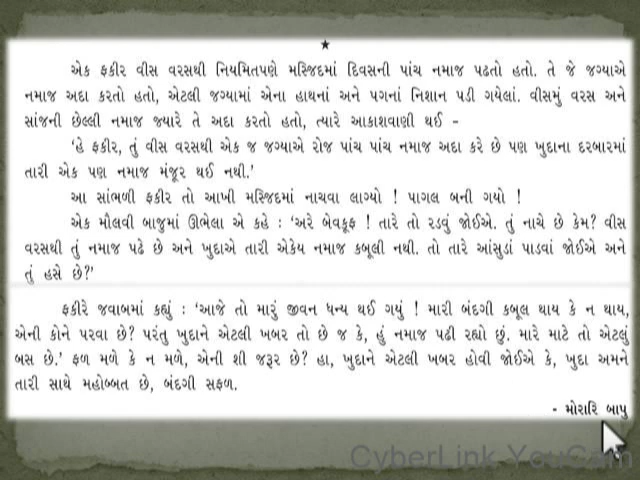 ★
એક ફકીર વીસ વરસથી નિયમિતપણે મસ્જિદમાં દિવસની પાંચ નમાજ પઢતો હતો. તે જે જગ્યાએ
નમાજ અદા કરતો હતો, એટલી જગ્યામાં એના હાથનાં અને પગનાં નિશાન પડી ગયેલાં. વીસમું વરસ અને
સાંજની છેલ્લી નમાજ જ્યારે તે અદા કરતો હતો, ત્યારે આકાશવાણી થઈ -
‘હે ફકીર, તું વીસ વરસથી એક જ જગ્યાએ રોજ પાંચ પાંચ નમાજ અદા કરે છે પણ ખુદાના દરબારમાં
તારી એક પણ નમાજ મંજૂર થઈ નથી.’
આ સાંભળી ફકીર તો આખી મસ્જિદમાં નાચવા લાગ્યો ! પાગલ બની ગયો !
એક મૌલવી બાજુમાં ઊભેલા એ કહે : ‘અરે બેવકૂફ ! તારે તો રડવું જોઈએ. તું નાચે છે કેમ? વીસ
વરસથી તું નમાજ પઢે છે અને ખુદાએ તારી એકેય નમાજ કબૂલી નથી. તો તારે આંસુડાં પાડવાં જોઈએ અને
તું હસે છે?’
ફકીરે જવાબમાં કહ્યું : ‘આજે તો મારું જીવન ધન્ય થઈ ગયું ! મારી બંદગી કબૂલ થાય કે ન થાય,
એની કોને પરવા છે? પરંતુ ખુદાને એટલી ખબર તો છે જ કે, હું નમાજ પઢી રહ્યો છું. મારે માટે તો એટલું
બસ છે.’ ફળ મળે કે ન મળે, એની શી જરૂર છે? હા, ખુદાને એટલી ખબર હોવી જોઈએ કે, ખુદા અમને
તારી સાથે મહોબ્બત છે, બંદગી સફળ.
- મોરારિ બાપુ
CyberLink YouCam